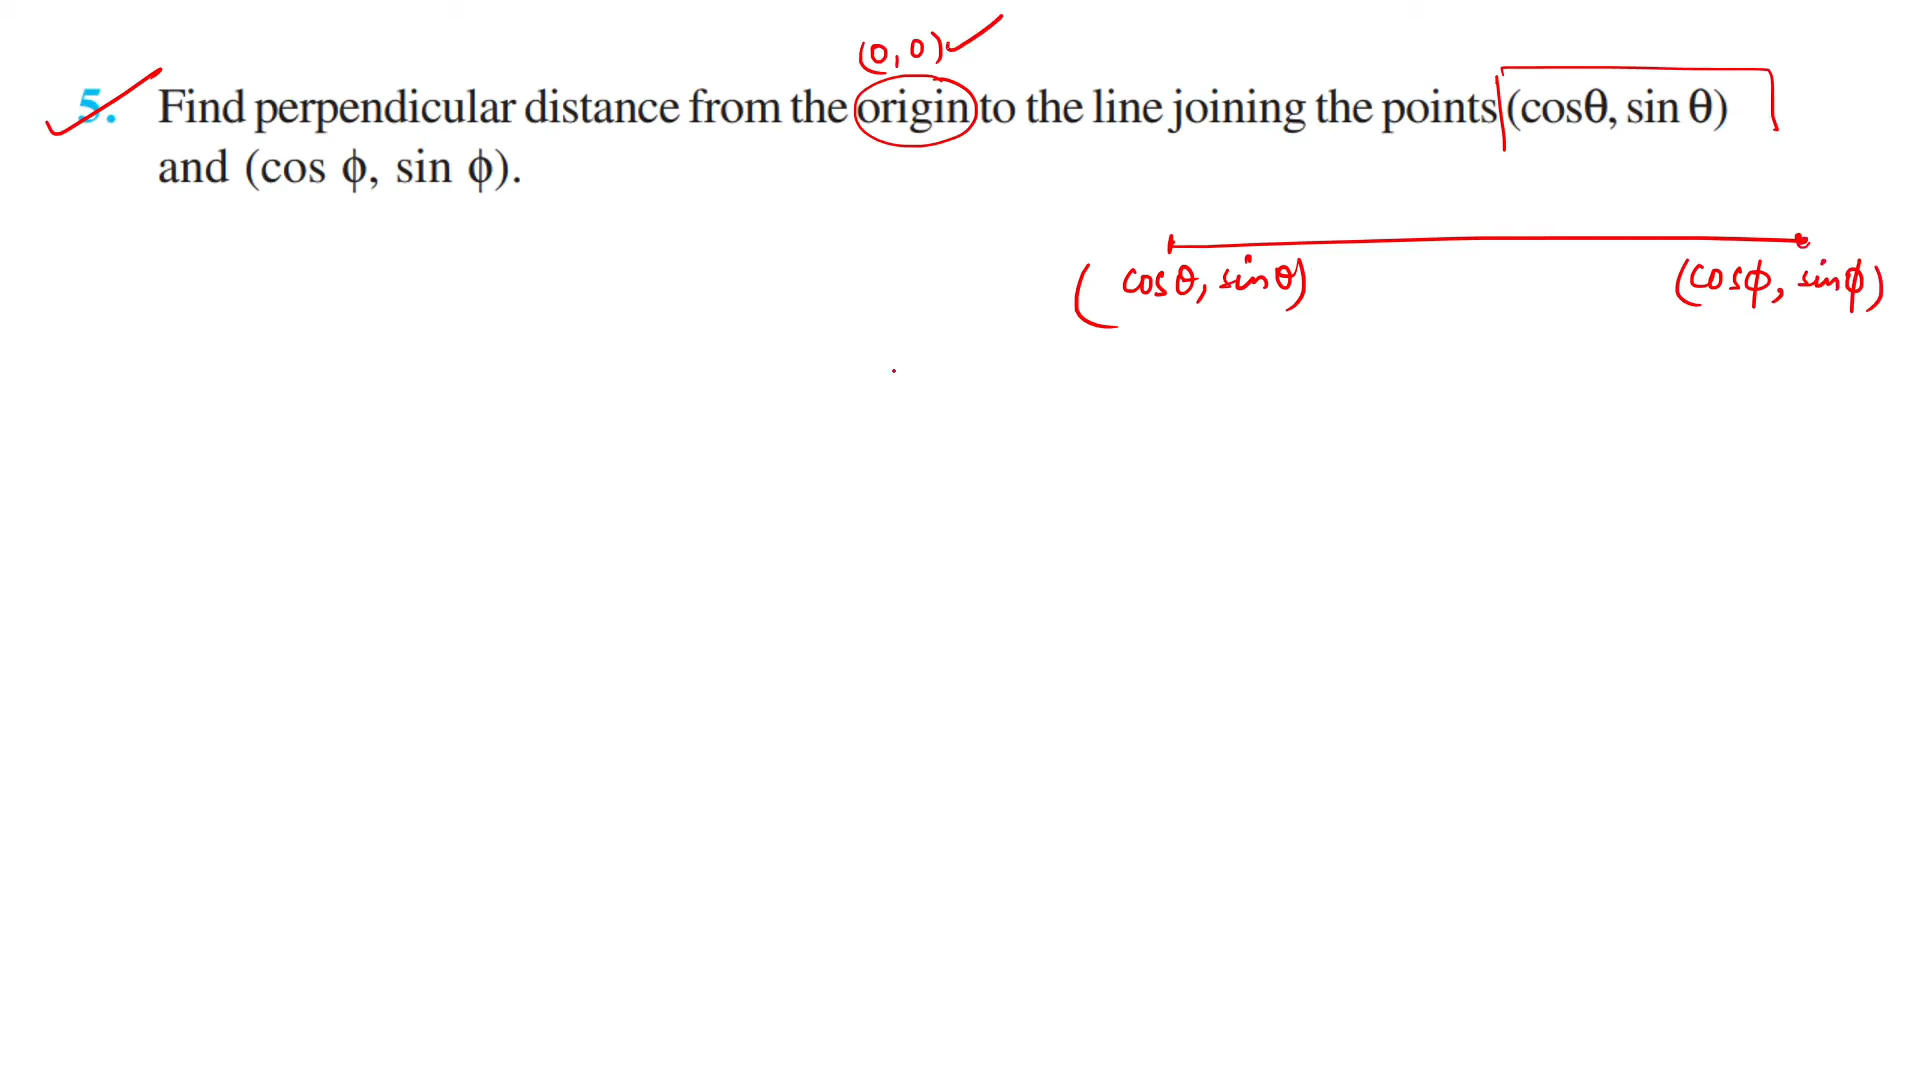 (0, 0)
5. Find perpendicular distance from the origin to the line joining the points (cosθ, sin θ)
and (cos ϕ, sin ϕ).
(cosθ, sinθ) (cosϕ, sinϕ)